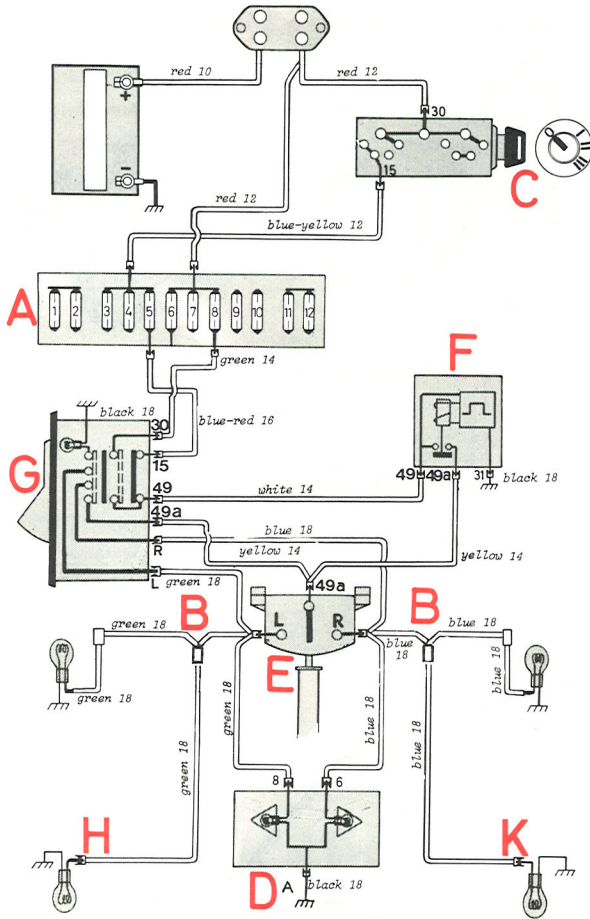 red 10
red 12
+
-
30
O
I
II
III
15
C
red 12
blue-yellow 12
A
1
2
3
4
5
6
7
8
9
10
11
12
green 14
F
blue-red 16
black 18
30
15
G
49
49a
31
black 18
49
white 14
49a
blue 18
R
yellow 14
yellow 14
L
green 18
49a
B
B
green 18
L
R
blue 18
blue 18
E
green 18
green 18
blue 18
blue 18
green 18
blue 18
8
6
H
K
D
A
black 18